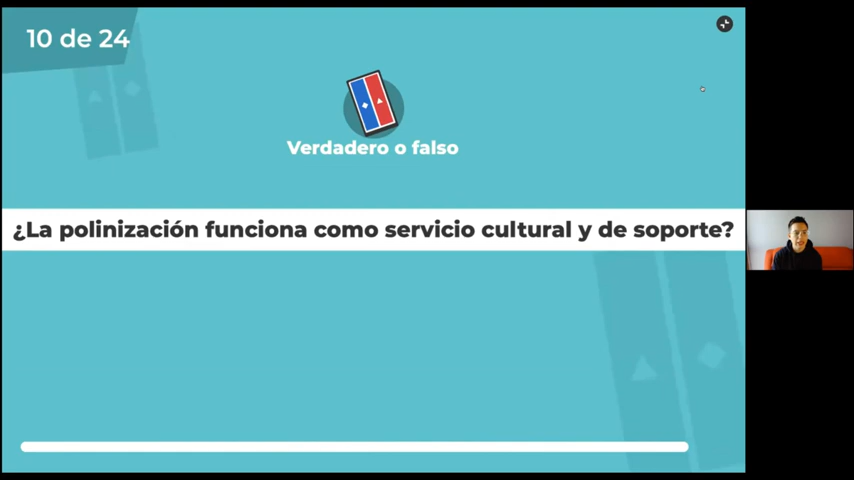 10 de 24
Verdadero o falso
¿La polinización funciona como servicio cultural y de soporte?